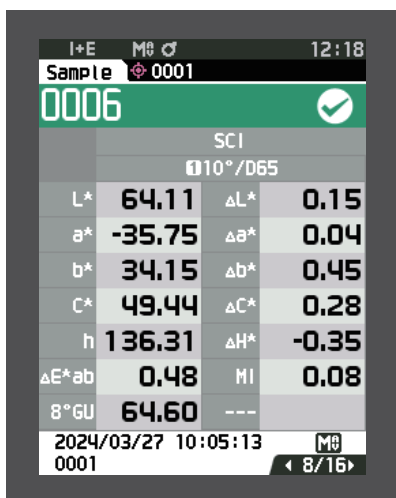 I+E M 12:18
Sample 0001
0006
SCI
1 10°/D65
L* 64.11 ΔL* 0.15
a* -35.75 Δa* 0.04
b* 34.15 Δb* 0.45
C* 49.44 ΔC* 0.28
h 136.31 ΔH* -0.35
ΔE*ab 0.48 MI 0.08
8°GU 64.60 ---
2024/03/27 10:05:13 M
0001 8/16